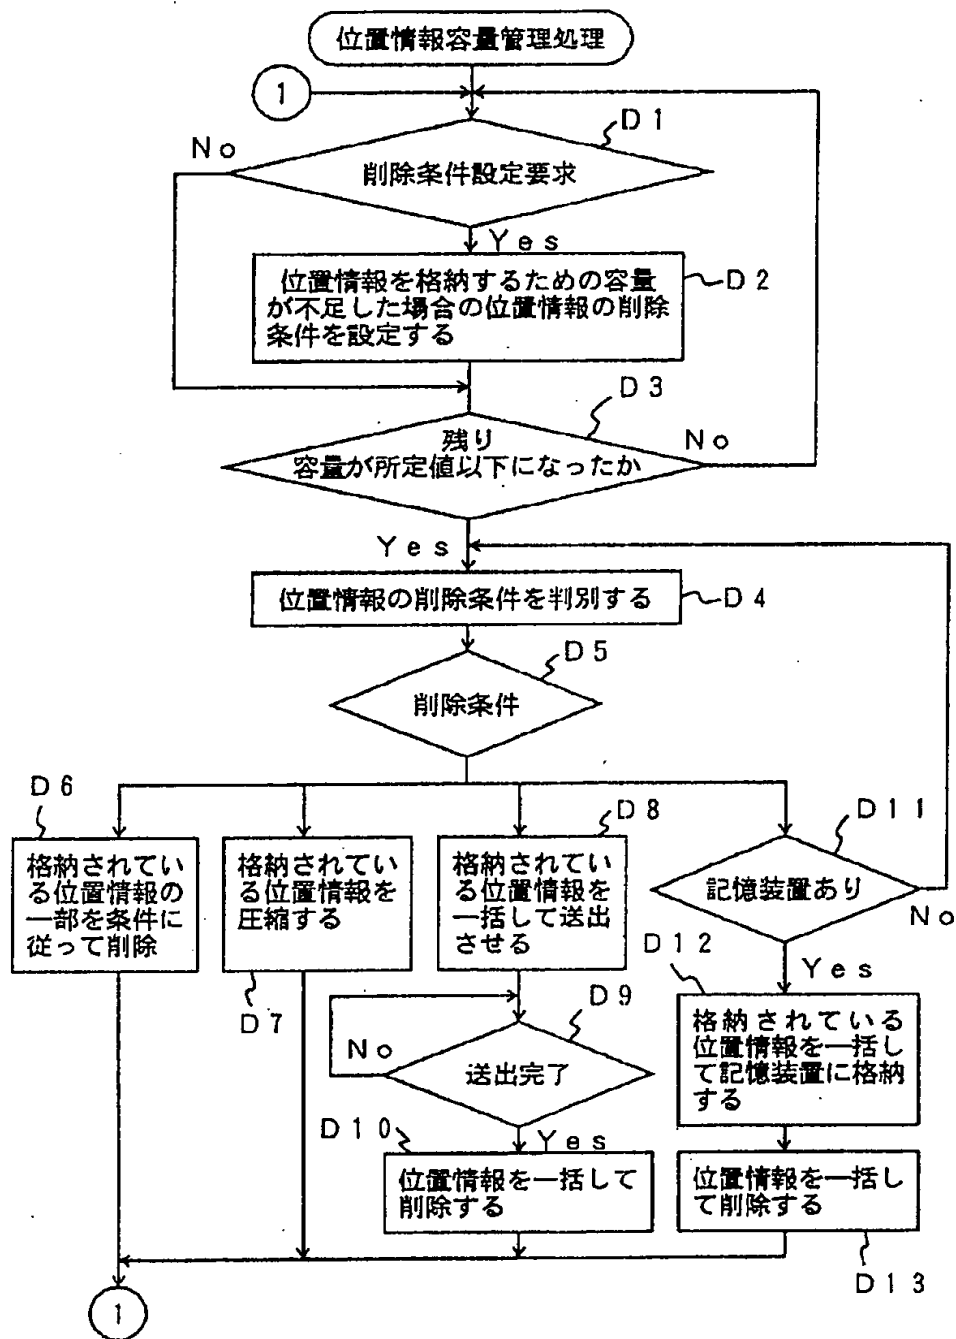 位置情報容量管理処理
1
D1
No
削除条件設定要求
Yes
位置情報を格納するための容量
が不足した場合の位置情報の削除
条件を設定する
D2
D3
残り
容量が所定値以下になったか
No
Yes
位置情報の削除条件を判別する
D4
D5
削除条件
D6
格納されてい
る位置情報の
一部を条件に
従って削除
格納されてい
る位置情報を
圧縮する
D7
D8
格納されてい
る位置情報を
一括して送出
させる
D9
No
送出完了
Yes
D10
位置情報を一括して
削除する
D11
記憶装置あり
No
Yes
D12
格納されている
位置情報を一括し
て記憶装置に格納
する
位置情報を一括し
て削除する
D13
1